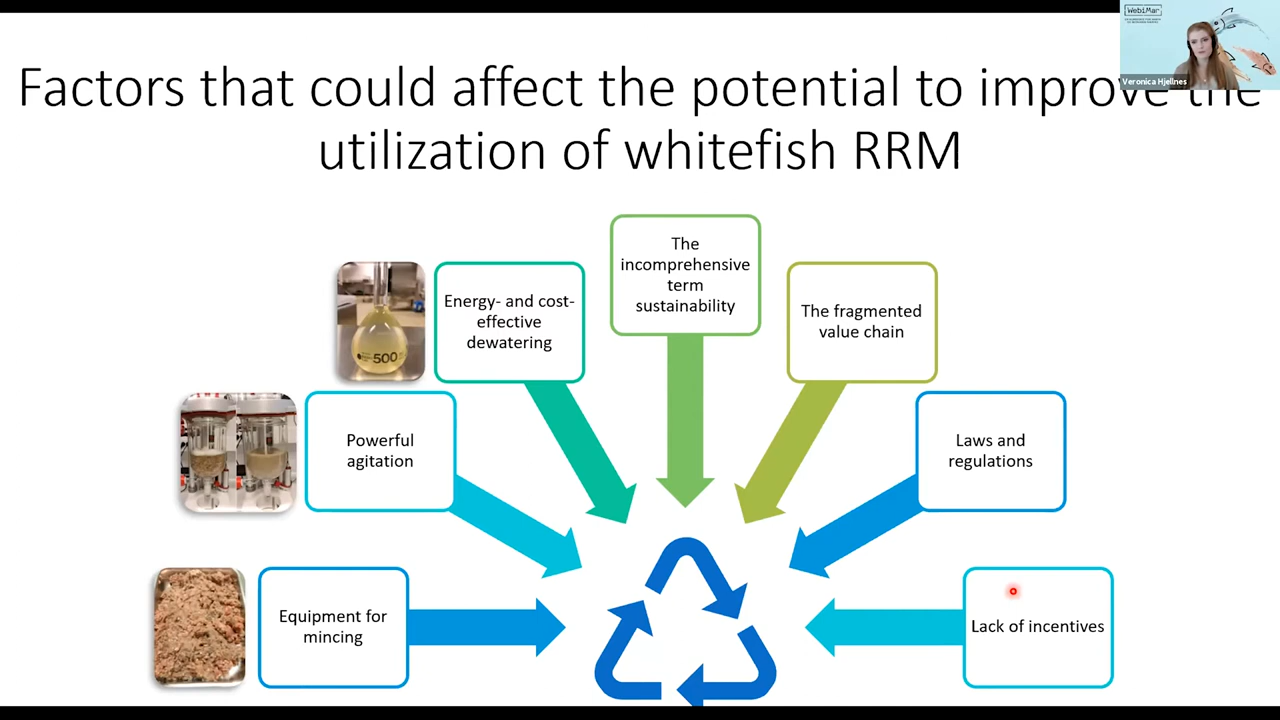 WebiMar
Veronica Hjellnes
Factors that could affect the potential to improve the
utilization of whitefish RRM
The
incomprehensive
term
sustainability
Energy- and cost-
effective
dewatering
The fragmented
value chain
500
Powerful
agitation
Laws and
regulations
Equipment for
mincing
Lack of incentives